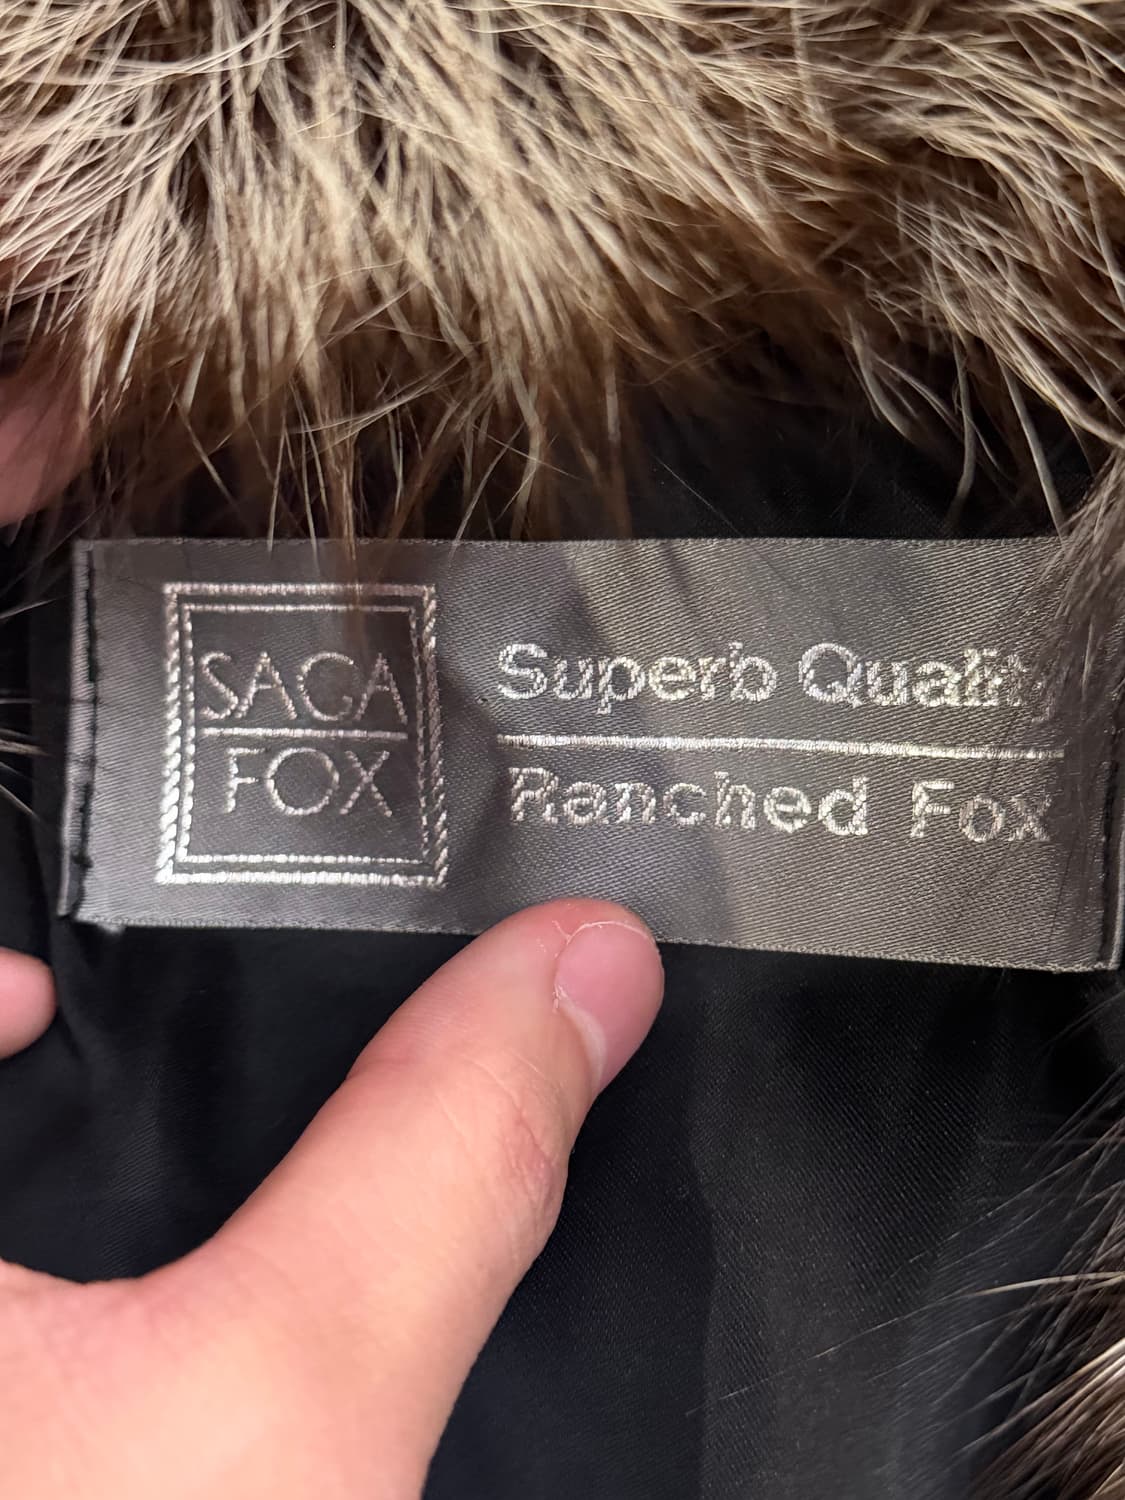 SAGA
FOX
Superb Quality
Ranched Fox